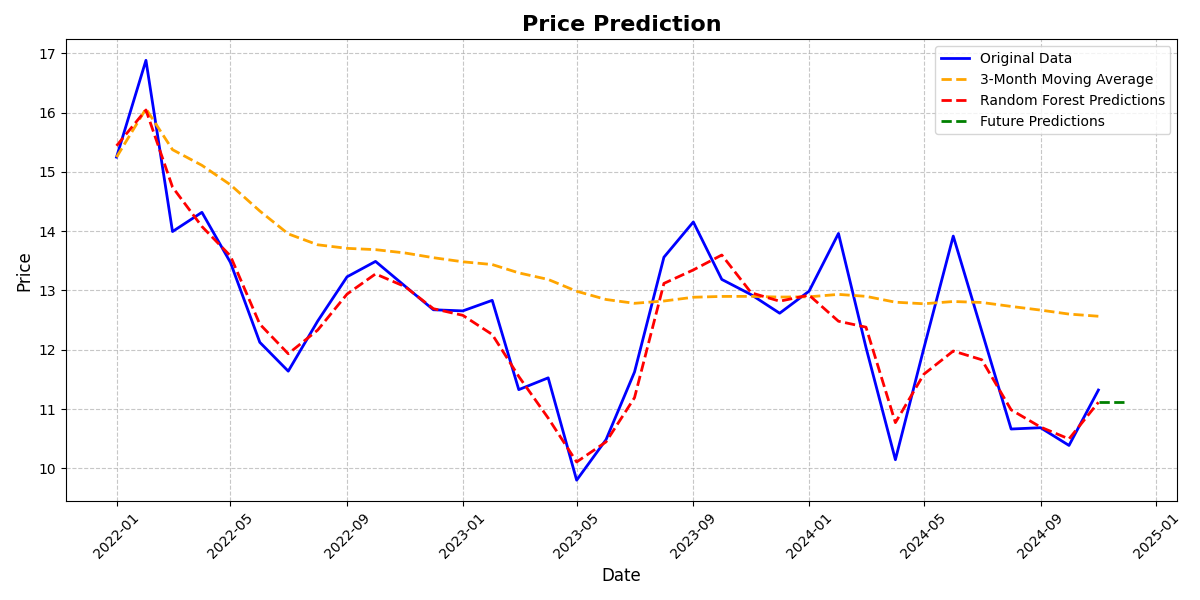 Price Prediction
Original Data
3-Month Moving Average
Random Forest Predictions
Future Predictions
Price
17
16
15
14
13
12
11
10
2022-01
2022-05
2022-09
2023-01
2023-05
2023-09
2024-01
2024-05
2024-09
2025-01
Date